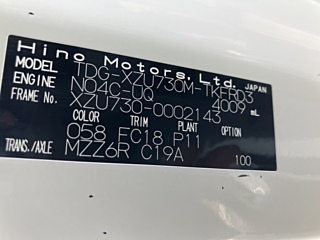 Hino Motors, Ltd. JAPAN
MODEL TDG-XZU730M-TKFRD3
ENGINE N04C-UQ 4009 mL
FRAME No. XZU730-0002143
COLOR TRIM PLANT OPTION
058 FC18 P11
TRANS./AXLE MZZ6R C19A 100